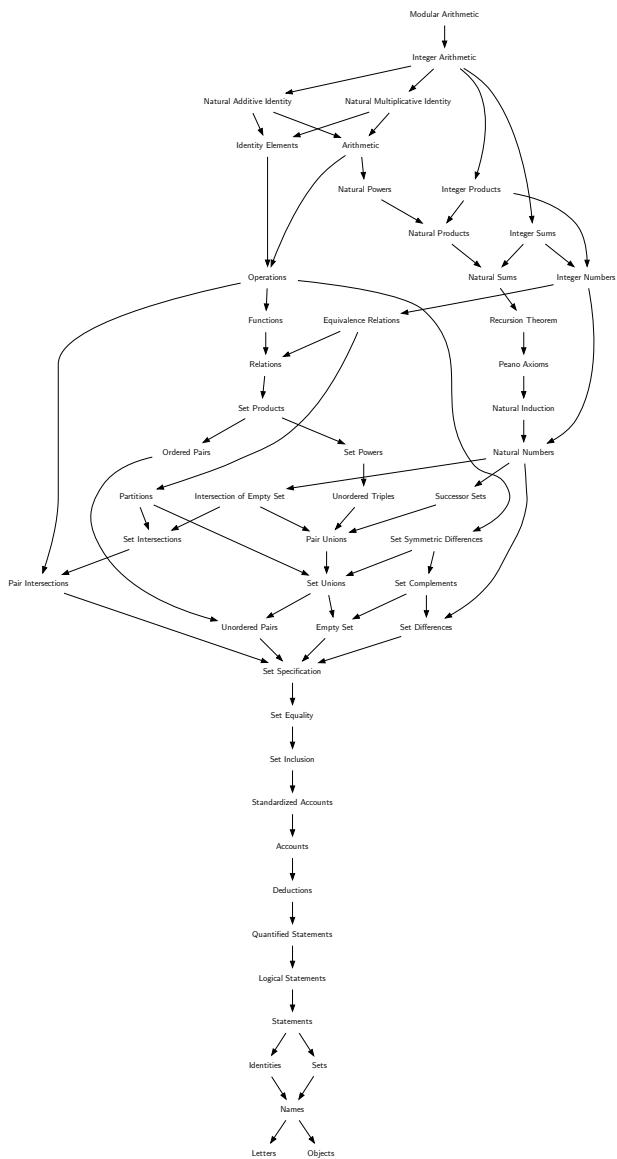 Modular Arithmetic
Integer Arithmetic
Natural Additive Identity
Natural Multiplicative Identity
Identity Elements
Arithmetic
Natural Powers
Integer Products
Natural Products
Integer Sums
Operations
Natural Sums
Integer Numbers
Functions
Equivalence Relations
Recursion Theorem
Relations
Peano Axioms
Set Products
Natural Induction
Ordered Pairs
Set Powers
Natural Numbers
Partitions
Intersection of Empty Set
Unordered Triples
Successor Sets
Set Intersections
Pair Unions
Set Symmetric Differences
Pair Intersections
Set Unions
Set Complements
Unordered Pairs
Empty Set
Set Differences
Set Specification
Set Equality
Set Inclusion
Standardized Accounts
Accounts
Deductions
Quantified Statements
Logical Statements
Statements
Identities
Sets
Names
Letters
Objects